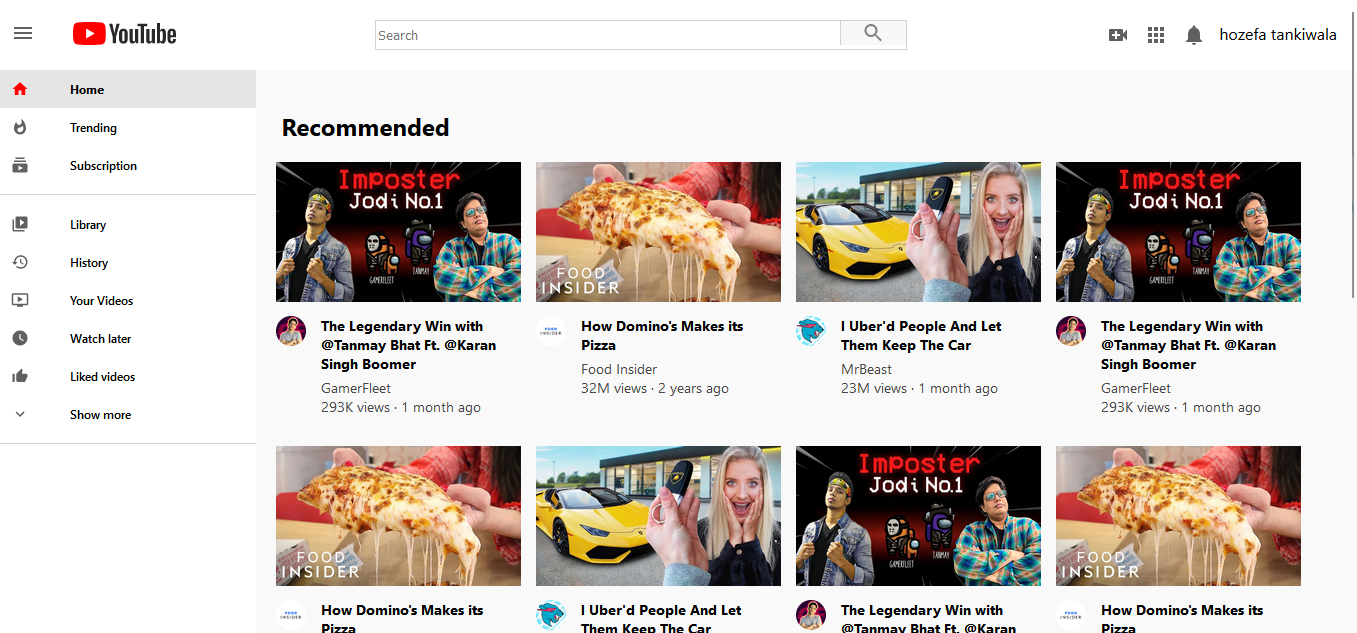 YouTube
Search
hozefa tankiwala
Home
Trending
Subscription
Library
History
Your Videos
Watch later
Liked videos
Show more
Recommended
Imposter
Jodi No.1
GAMERFLEET
TANMAY
The Legendary Win with
@Tanmay Bhat Ft. @Karan
Singh Boomer
GamerFleet
293K views · 1 month ago
FOOD
INSIDER
FOOD
INSIDER
How Domino's Makes its
Pizza
Food Insider
32M views · 2 years ago
I Uber'd People And Let
Them Keep The Car
MrBeast
23M views · 1 month ago
Imposter
Jodi No.1
GAMERFLEET
TANMAY
The Legendary Win with
@Tanmay Bhat Ft. @Karan
Singh Boomer
GamerFleet
293K views · 1 month ago
FOOD
INSIDER
FOOD
INSIDER
How Domino's Makes its
Pizza
I Uber'd People And Let
Them Keep The Car
Imposter
Jodi No.1
GAMERFLEET
TANMAY
The Legendary Win with
@Tanmay Bhat Ft. @Karan
FOOD
INSIDER
FOOD
INSIDER
How Domino's Makes its
Pizza